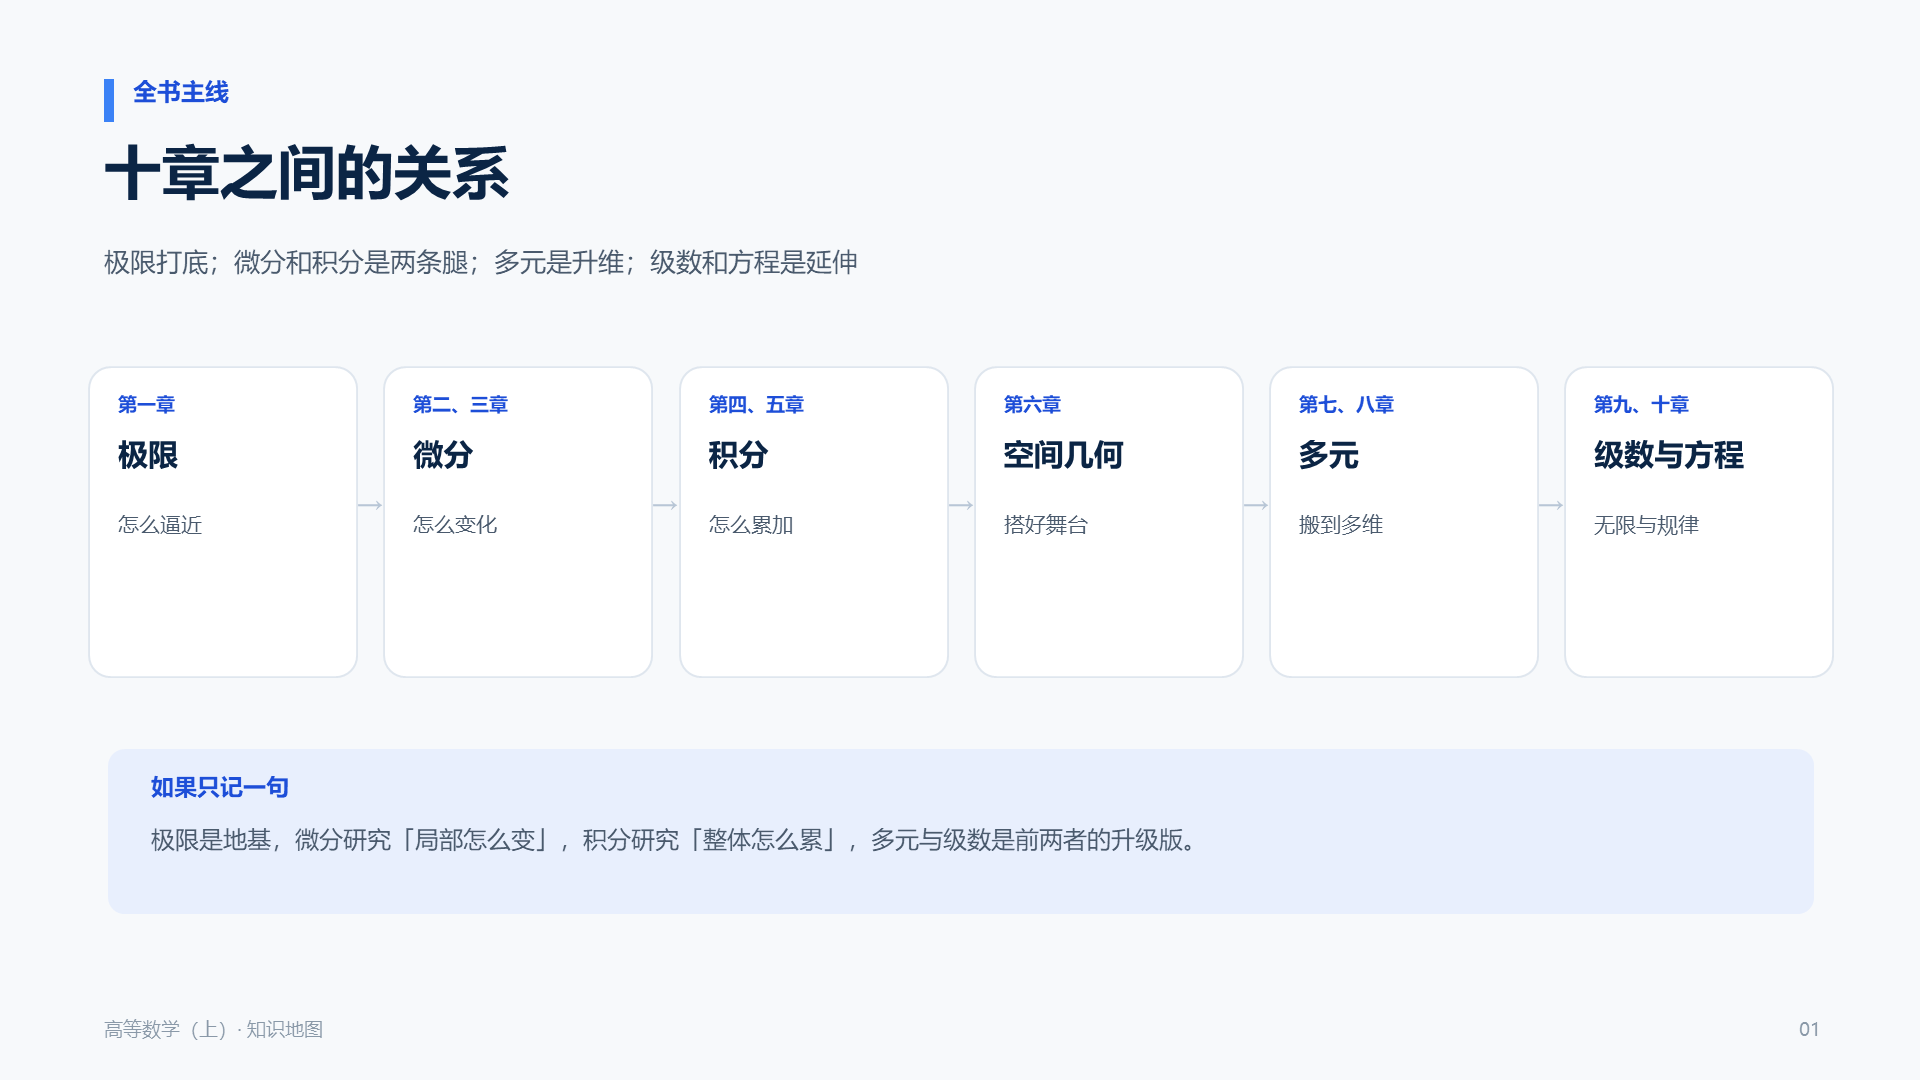 全书主线
十章之间的关系
极限打底；微分和积分是两条腿；多元是升维；级数和方程是延伸
第一章
极限
怎么逼近
→
第二、三章
微分
怎么变化
→
第四、五章
积分
怎么累加
→
第六章
空间几何
搭好舞台
→
第七、八章
多元
搬到多维
→
第九、十章
级数与方程
无限与规律
如果只记一句
极限是地基，微分研究「局部怎么变」，积分研究「整体怎么累」，多元与级数是前两者的升级版。
高等数学（上）· 知识地图
01